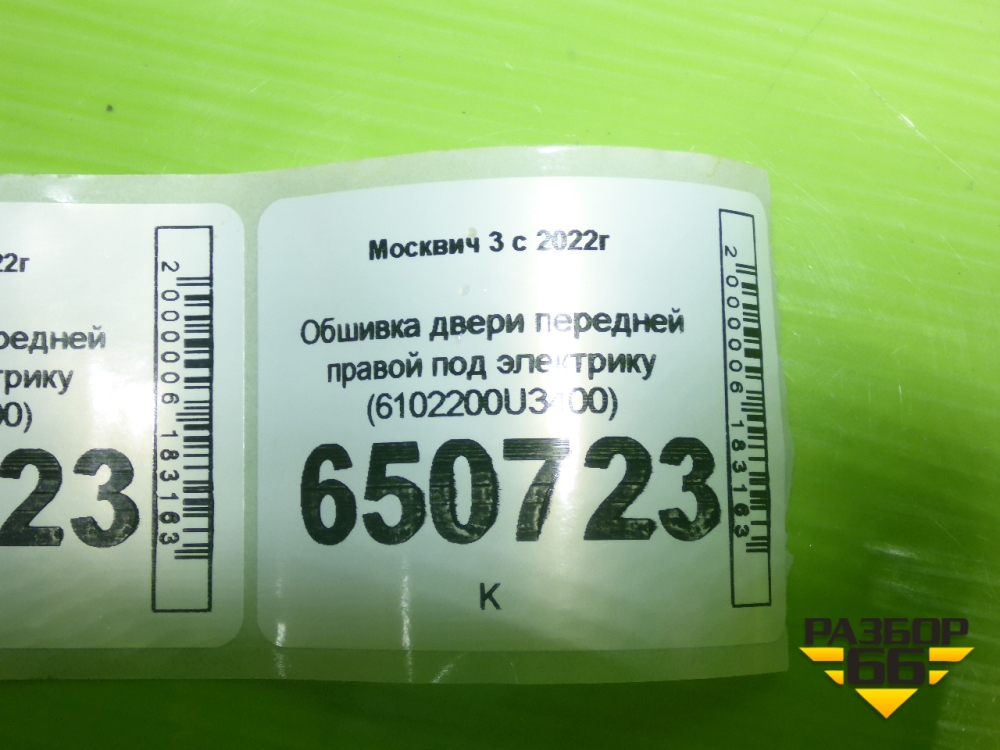 22г
редней
трику
00)
23
2000006183163
Москвич 3 с 2022г
Обшивка двери передней
правой под электрику
650723
К
2000006183163
РАЗБОР
66